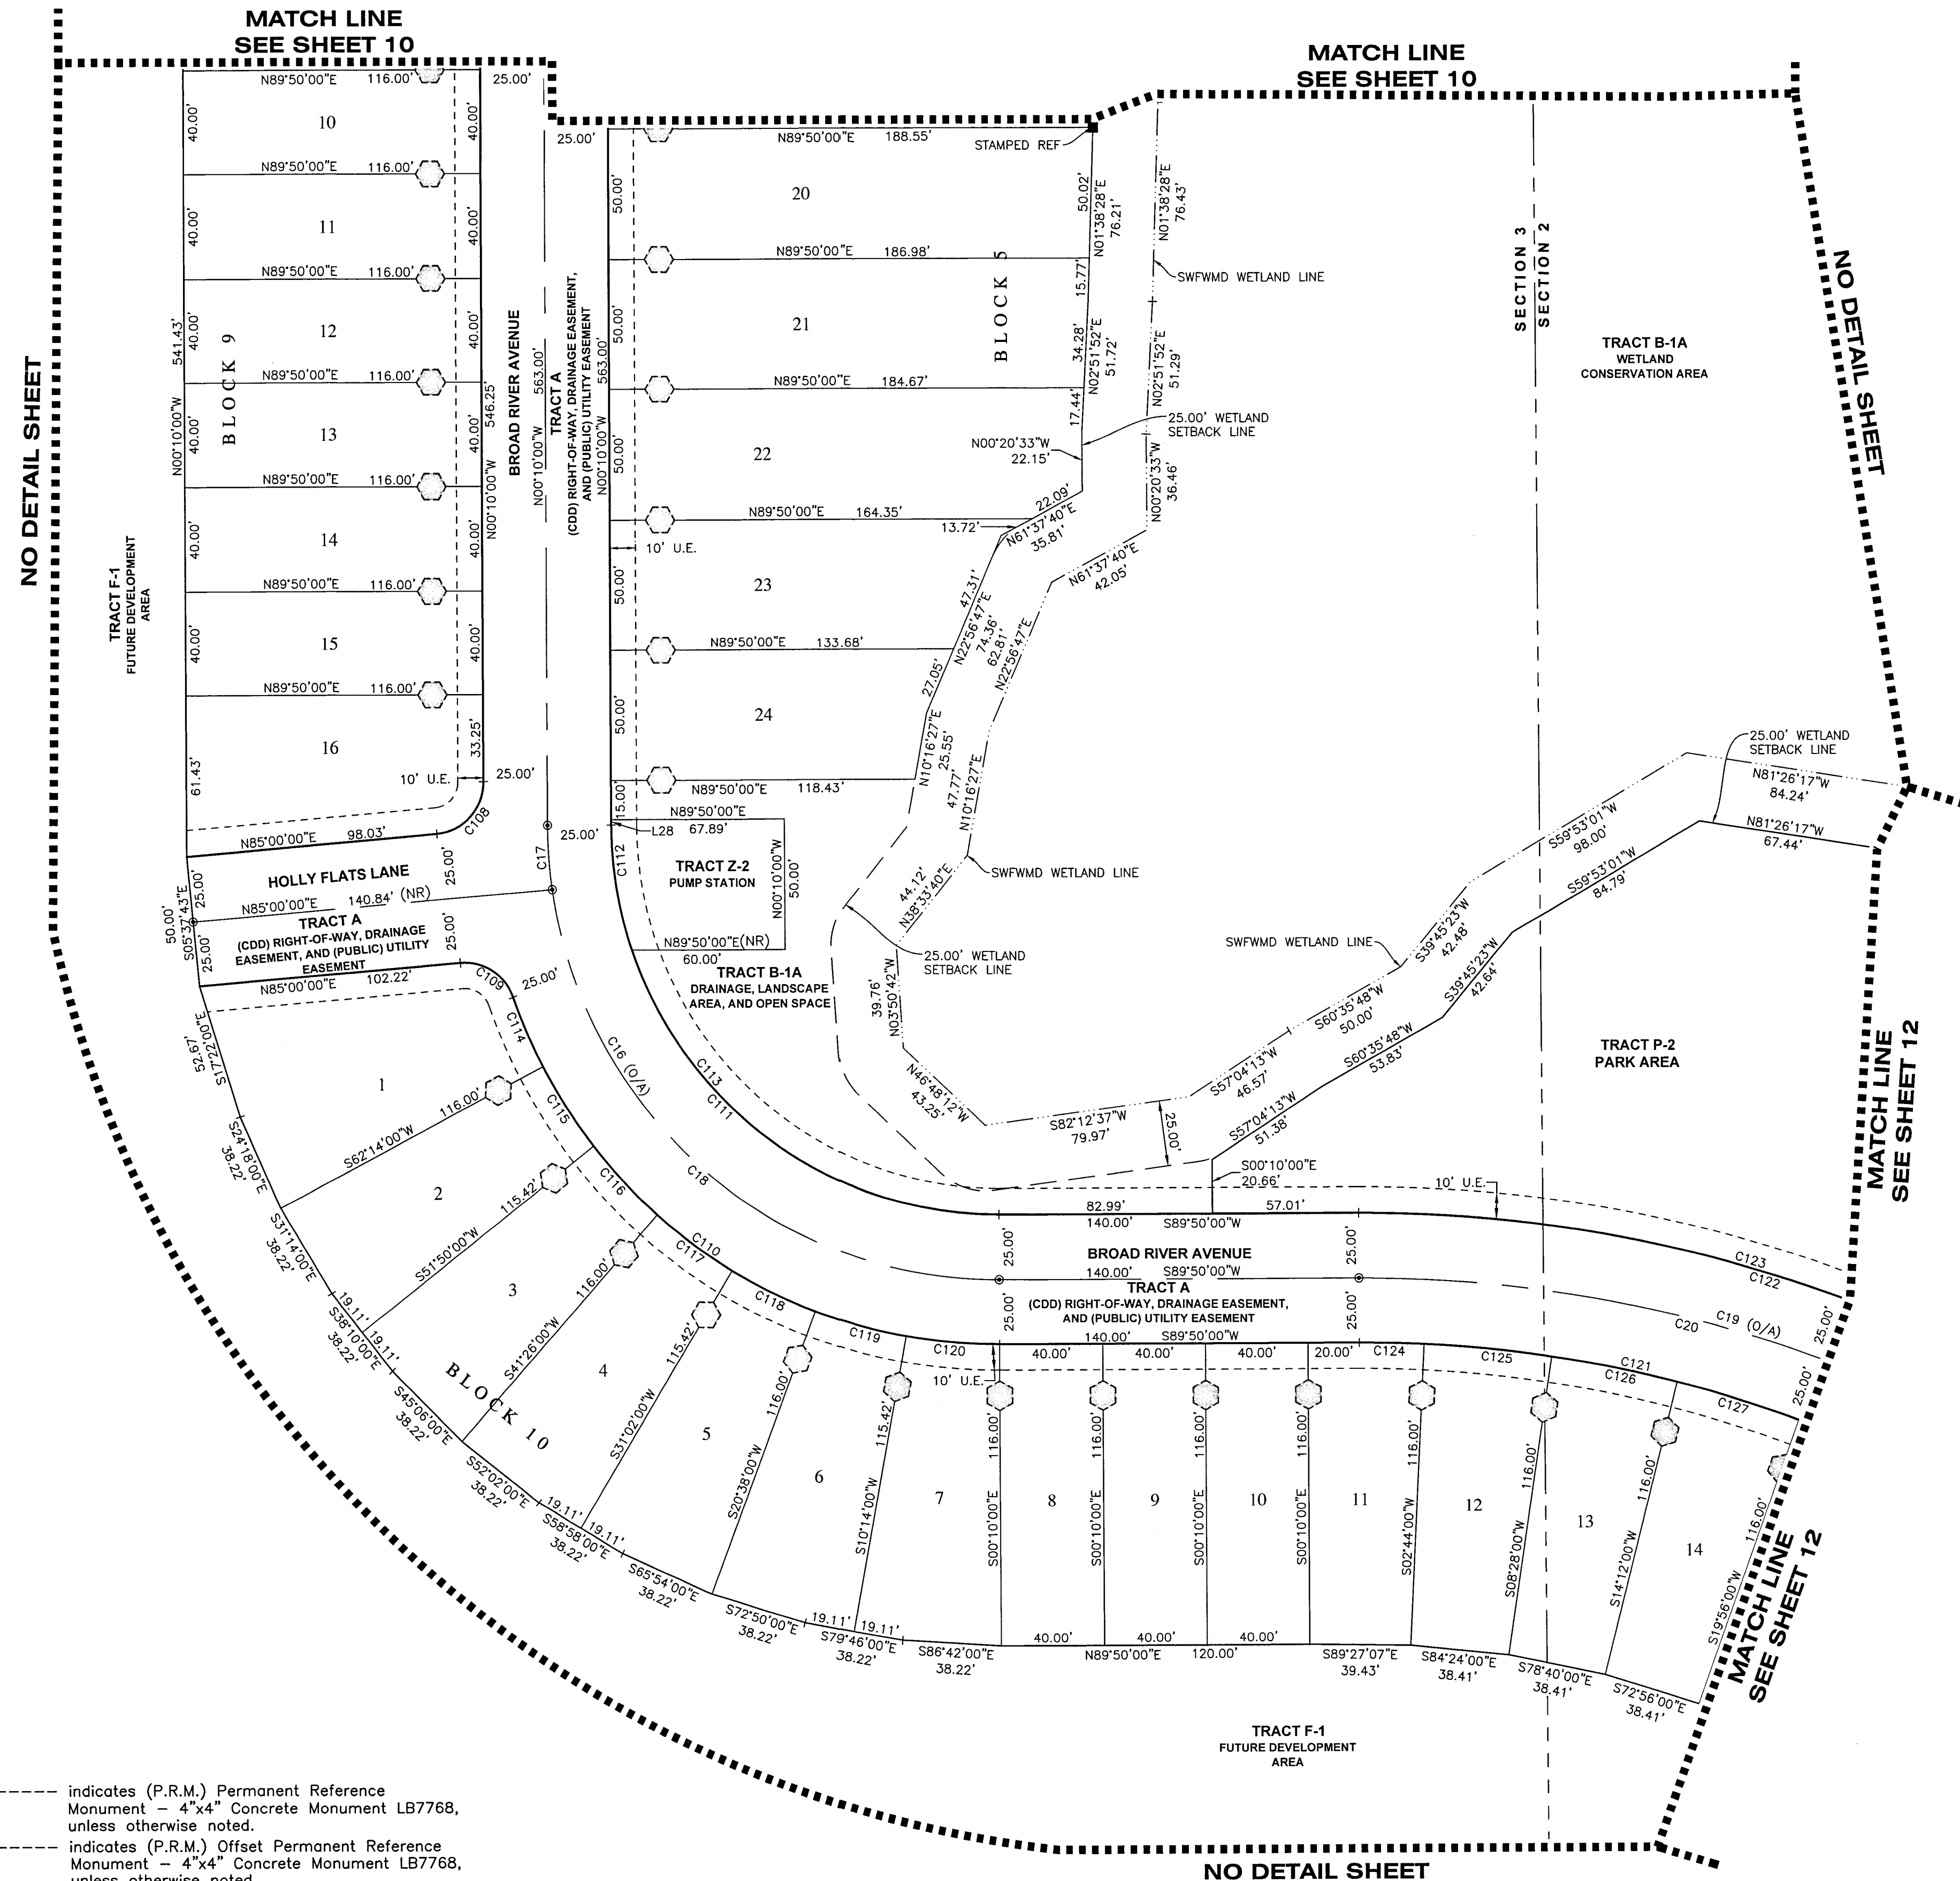 MATCH LINE
SEE SHEET 10
MATCH LINE
SEE SHEET 10
NO DETAIL SHEET
NO DETAIL SHEET
N89°50'00"E 116.00'
25.00'
40.00'
10
40.00'
N89°50'00"E 116.00'
40.00'
11
40.00'
N89°50'00"E 116.00'
541.43'
40.00'
12
40.00'
N89°50'00"E 116.00'
BLOCK 9
N00°10'00"W
40.00'
13
40.00'
546.25'
N00°10'00"W
N89°50'00"E 116.00'
40.00'
14
40.00'
N89°50'00"E 116.00'
40.00'
15
40.00'
N89°50'00"E 116.00'
61.43'
16
33.25'
10' U.E.
25.00'
N85°00'00"E 98.03'
C108
TRACT F-1
FUTURE DEVELOPMENT
AREA
BROAD RIVER AVENUE
N00°10'00"W 563.00'
TRACT A
(CDD) RIGHT-OF-WAY, DRAINAGE EASEMENT,
AND (PUBLIC) UTILITY EASEMENT
N00°10'00"W 563.00'
25.00'
N89°50'00"E 188.55'
STAMPED REF
50.00'
20
50.02'
N01°38'28"E
76.21'
N01°38'28"E
76.43'
N89°50'00"E 186.98'
BLOCK 5
SWFWMD WETLAND LINE
50.00'
21
15.77'
34.28'
N02°51'52"E
51.72'
N02°51'52"E
51.29'
N89°50'00"E 184.67'
17.44'
25.00' WETLAND
SETBACK LINE
N00°20'33"W
22.15'
50.00'
22
N00°20'33"W
36.46'
N89°50'00"E 164.35'
22.09'
13.72'
N61°37'40"E
35.81'
N61°37'40"E
42.05'
10' U.E.
50.00'
23
47.31'
N22°56'47"E
74.36'
62.81'
N22°56'47"E
N89°50'00"E 133.68'
27.05'
50.00'
24
N10°16'27"E
25.55'
47.77'
N10°16'27"E
N89°50'00"E 118.43'
15.00'
N89°50'00"E
67.89'
L28
25.00'
C17
C112
TRACT Z-2
PUMP STATION
N00°10'00"W
50.00'
N89°50'00"E(NR)
60.00'
TRACT B-1A
DRAINAGE, LANDSCAPE
AREA, AND OPEN SPACE
44.12'
N38°33'40"E
SWFWMD WETLAND LINE
25.00' WETLAND
SETBACK LINE
39.76'
N03°50'42"W
N46°48'12"W
43.25'
S82°12'37"W
79.97'
25.00'
SECTION 3
SECTION 2
TRACT B-1A
WETLAND
CONSERVATION AREA
25.00' WETLAND
SETBACK LINE
N81°26'17"W
84.24'
N81°26'17"W
67.44'
S59°53'01"W
98.00'
S59°53'01"W
84.79'
SWFWMD WETLAND LINE
S39°45'23"W
42.48'
S39°45'23"W
42.64'
S60°35'48"W
50.00'
S60°35'48"W
53.83'
S57°04'13"W
46.57'
S57°04'13"W
51.38'
TRACT P-2
PARK AREA
MATCH LINE
SEE SHEET 12
S00°10'00"E
20.66'
10' U.E.
HOLLY FLATS LANE
25.00'
25.00'
N85°00'00"E 140.84' (NR)
50.00'
S05°37'43"E
25.00'
25.00'
TRACT A
(CDD) RIGHT-OF-WAY, DRAINAGE
EASEMENT, AND (PUBLIC) UTILITY
EASEMENT
N85°00'00"E 102.22'
C109
25.00'
C114
C16 (O/A)
C113
C111
C18
52.67'
S17°22'00"E
1
116.00'
S62°14'00"W
C115
S24°18'00"E
38.22'
2
115.42'
S51°50'00"W
C116
S31°14'00"E
38.22'
3
116.00'
S41°26'00"W
C110
C117
19.11'
S38°10'00"E
38.22'
19.11'
BLOCK 10
4
115.42'
S31°02'00"W
C118
S45°06'00"E
38.22'
5
116.00'
S20°38'00"W
C119
S52°02'00"E
38.22'
19.11'
S58°58'00"E
38.22'
19.11'
6
115.42'
S10°14'00"W
C120
S65°54'00"E
38.22'
S72°50'00"E
38.22'
19.11'
19.11'
S79°46'00"E
38.22'
S86°42'00"E
38.22'
82.99'
57.01'
140.00' S89°50'00"W
25.00'
25.00'
BROAD RIVER AVENUE
140.00' S89°50'00"W
TRACT A
(CDD) RIGHT-OF-WAY, DRAINAGE EASEMENT,
AND (PUBLIC) UTILITY EASEMENT
25.00'
25.00'
140.00' S89°50'00"W
C123
C122
C19 (O/A)
C20
25.00'
25.00'
40.00'
40.00'
40.00'
20.00'
C124
C125
C121
C126
C127
10' U.E.
7
116.00'
S00°10'00"E
8
116.00'
S00°10'00"E
9
116.00'
S00°10'00"E
10
116.00'
S00°10'00"E
11
116.00'
S02°44'00"W
12
116.00'
S08°28'00"W
13
116.00'
S14°12'00"W
14
116.00'
S19°56'00"W
40.00'
40.00'
40.00'
N89°50'00"E 120.00'
S89°27'07"E
39.43'
S84°24'00"E
38.41'
S78°40'00"E
38.41'
S72°56'00"E
38.41'
MATCH LINE
SEE SHEET 12
TRACT F-1
FUTURE DEVELOPMENT
AREA
NO DETAIL SHEET
indicates (P.R.M.) Permanent Reference
Monument – 4"x4" Concrete Monument LB7768,
unless otherwise noted.
indicates (P.R.M.) Offset Permanent Reference
Monument – 4"x4" Concrete Monument LB7768,
unless otherwise noted